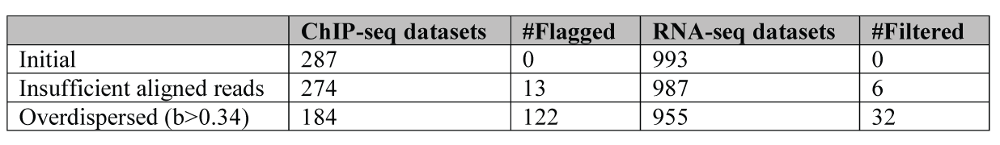 ChIP-seq datasets #Flagged RNA-seq datasets #Filtered
Initial 287 0 993 0
Insufficient aligned reads 274 13 987 6
Overdispersed (b>0.34) 184 122 955 32